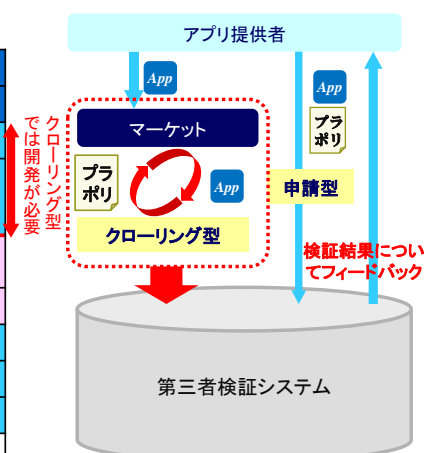 アプリ提供者
App
App
プラ
ポリ
クローリング型
では開発が必要
マーケット
プラ
ポリ
App
クローリング型
申請型
検証結果につい
てフィードバック
第三者検証システム